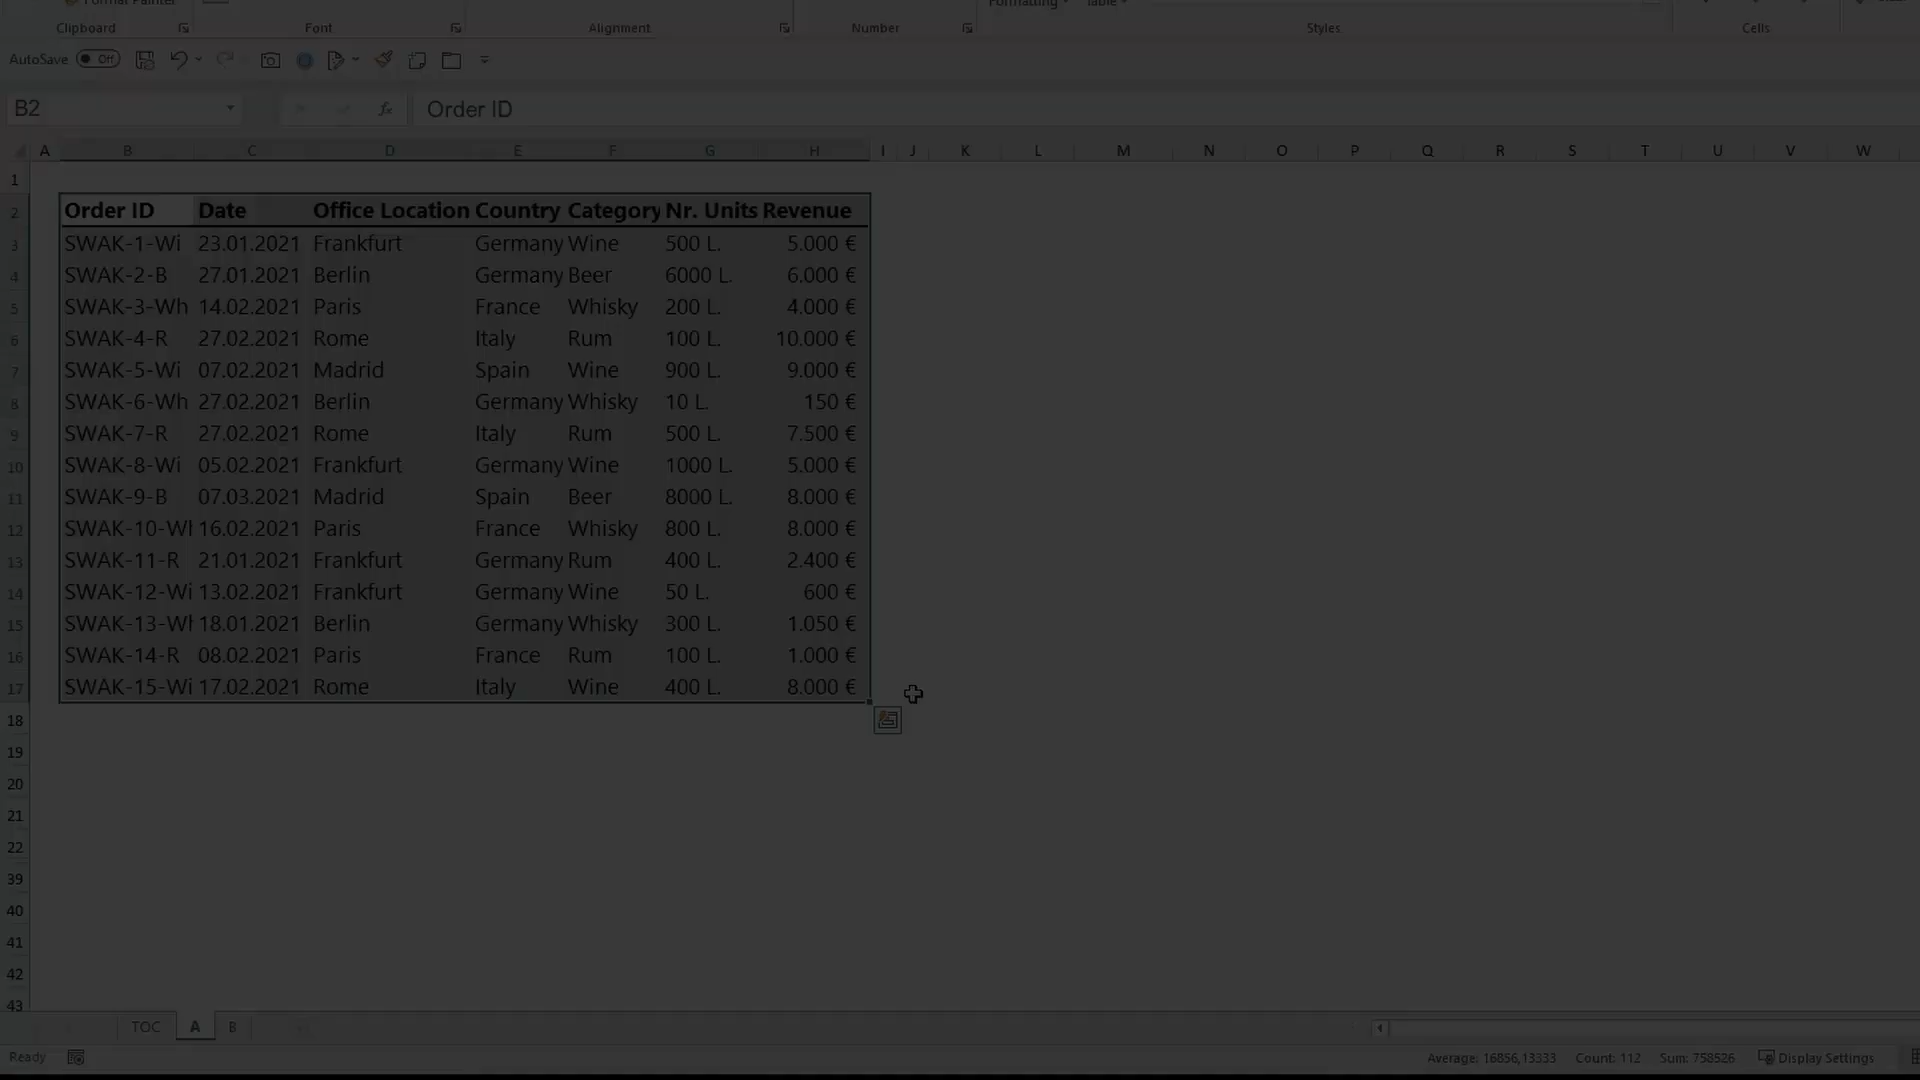 Format Painter
Formatting Table
Clipboard Font Alignment Number Styles Cells
AutoSave Off
B2 fx Order ID
A B C D E F G H I J K L M N O P Q R S T U V W
1
2 Order ID Date Office Location Country Category Nr. Units Revenue
3 SWAK-1-Wi 23.01.2021 Frankfurt Germany Wine 500 L. 5.000 €
4 SWAK-2-B 27.01.2021 Berlin Germany Beer 6000 L. 6.000 €
5 SWAK-3-Wh 14.02.2021 Paris France Whisky 200 L. 4.000 €
6 SWAK-4-R 27.02.2021 Rome Italy Rum 100 L. 10.000 €
7 SWAK-5-Wi 07.02.2021 Madrid Spain Wine 900 L. 9.000 €
8 SWAK-6-Wh 27.02.2021 Berlin Germany Whisky 10 L. 150 €
9 SWAK-7-R 27.02.2021 Rome Italy Rum 500 L. 7.500 €
10 SWAK-8-Wi 05.02.2021 Frankfurt Germany Wine 1000 L. 5.000 €
11 SWAK-9-B 07.03.2021 Madrid Spain Beer 8000 L. 8.000 €
12 SWAK-10-Wh 16.02.2021 Paris France Whisky 800 L. 8.000 €
13 SWAK-11-R 21.01.2021 Frankfurt Germany Rum 400 L. 2.400 €
14 SWAK-12-Wi 13.02.2021 Frankfurt Germany Wine 50 L. 600 €
15 SWAK-13-Wh 18.01.2021 Berlin Germany Whisky 300 L. 1.050 €
16 SWAK-14-R 08.02.2021 Paris France Rum 100 L. 1.000 €
17 SWAK-15-Wi 17.02.2021 Rome Italy Wine 400 L. 8.000 €
18
19
20
21
22
39
40
41
42
43
TOC A B
Ready Average: 16856,13333 Count: 112 Sum: 758526 Display Settings